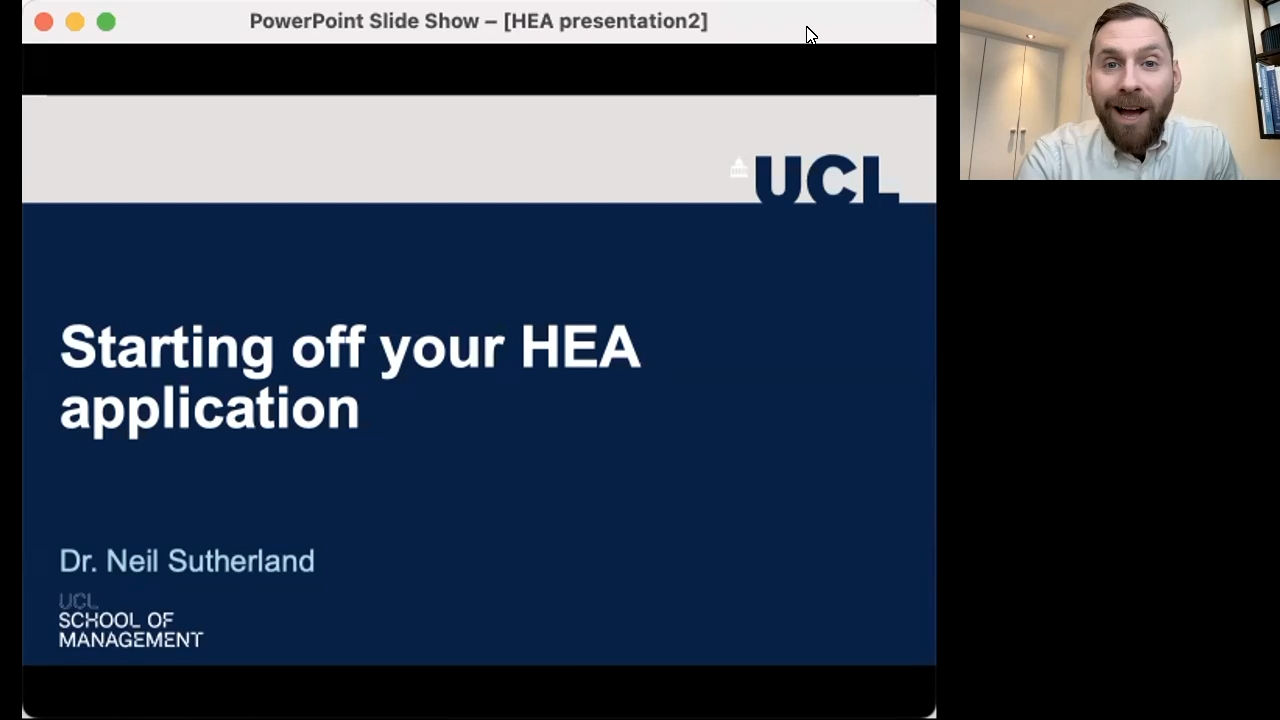 PowerPoint Slide Show – [HEA presentation2]
UCL
Starting off your HEA
application
Dr. Neil Sutherland
UCL
SCHOOL OF
MANAGEMENT